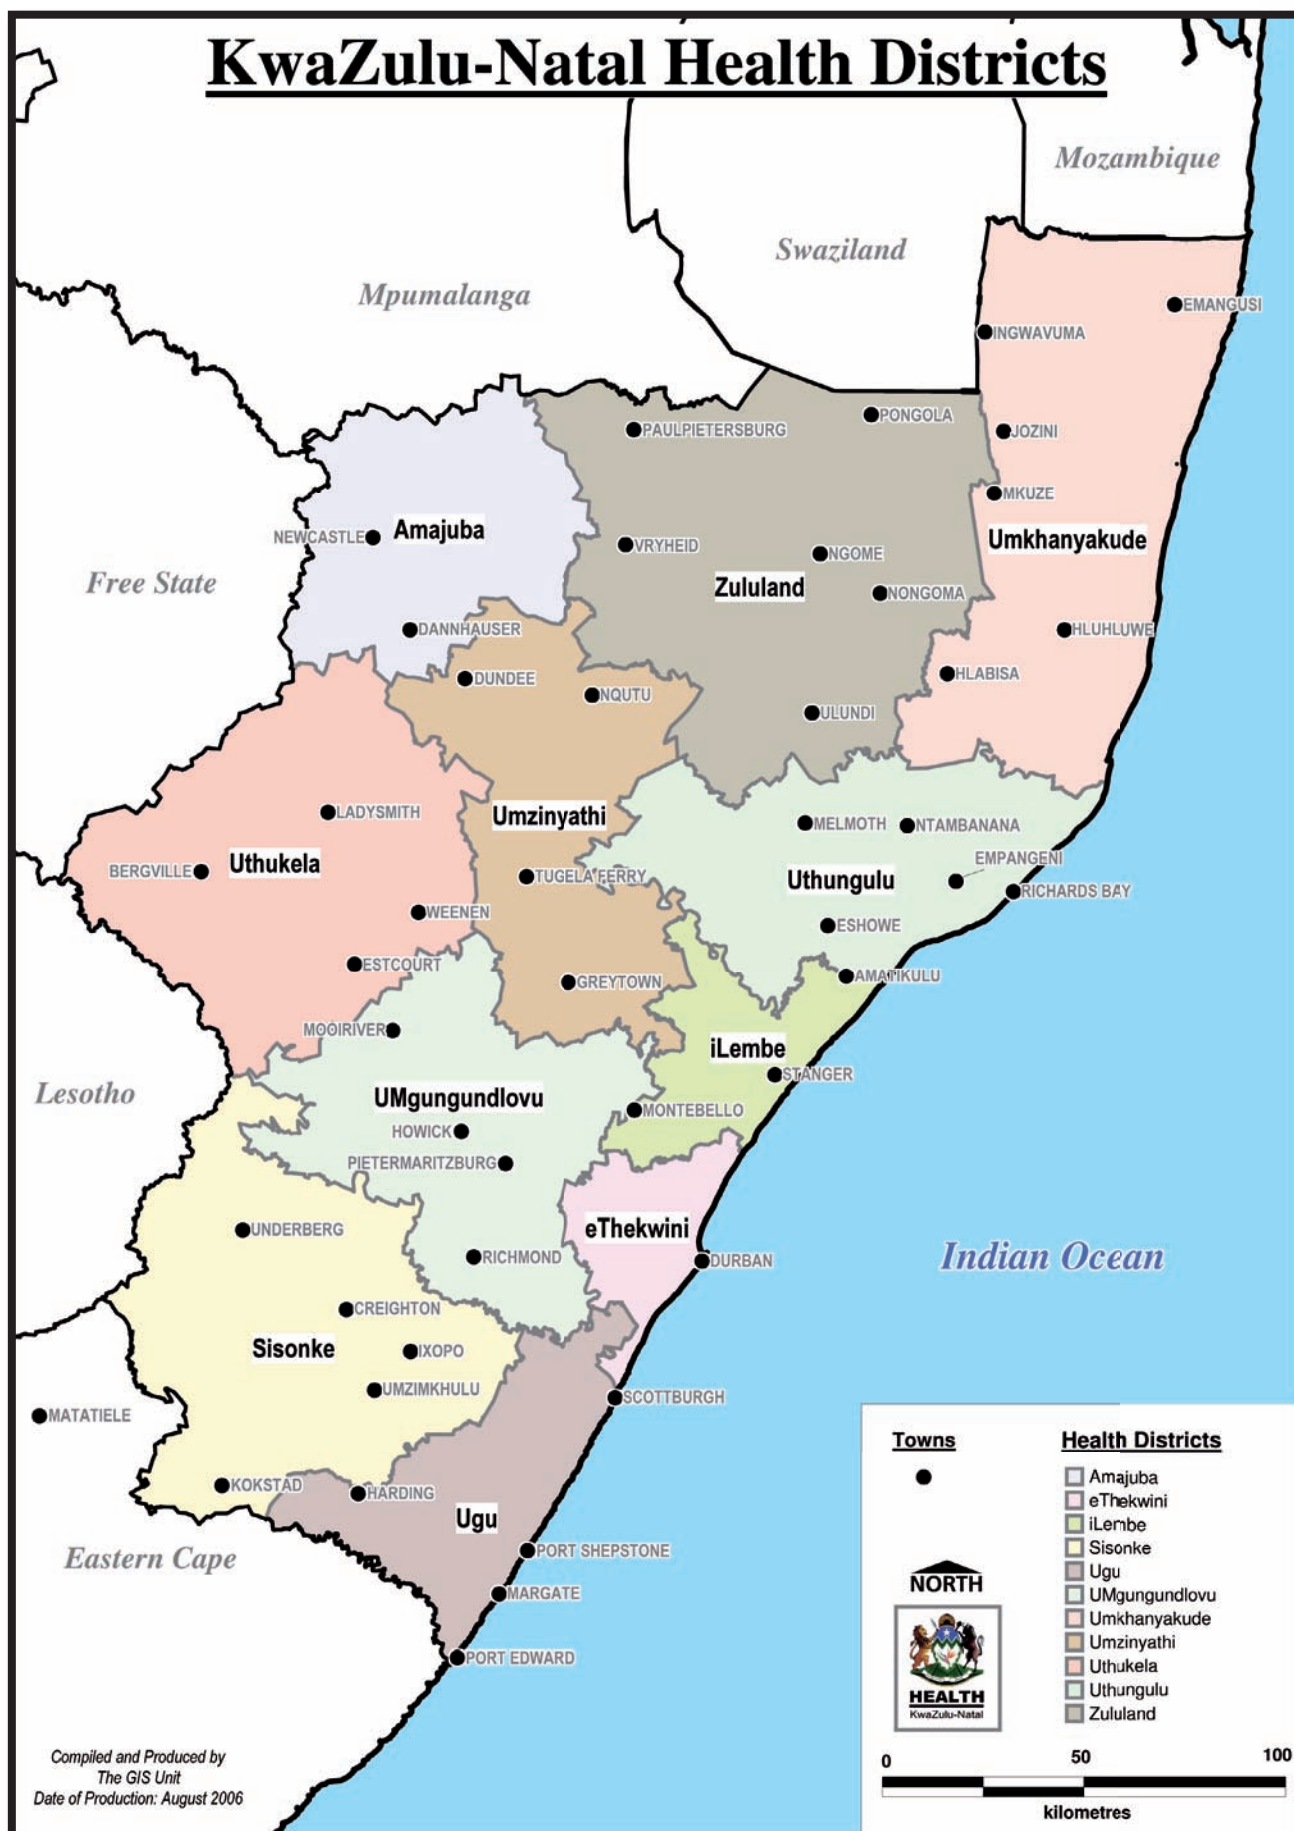 KwaZulu-Natal Health Districts
Mozambique
Swaziland
Mpumalanga
EMANGUSI
INGWAVUMA
PONGOLA
PAULPIETERSBURG
JOZINI
MKUZE
Amajuba
NEWCASTLE
Umkhanyakude
VRYHEID
NGOME
Free State
Zululand
NONGOMA
DANNHAUSER
HLUHLUWE
DUNDEE
HLABISA
NQUTU
ULUNDI
LADYSMITH
Umzinyathi
MELMOTH
NTAMBANANA
EMPANGENI
BERGVILLE
Uthukela
TUGELA FERRY
Uthungulu
RICHARDS BAY
WEENEN
ESHOWE
ESTCOURT
AMATIKULU
GREYTOWN
MOOIRIVER
iLembe
STANGER
Lesotho
UMgungundlovu
MONTEBELLO
HOWICK
PIETERMARITZBURG
UNDERBERG
eThekwini
RICHMOND
DURBAN
Indian Ocean
CREIGHTON
Sisonke
IXOPO
UMZIMKHULU
SCOTTBURGH
MATATIELE
KOKSTAD
HARDING
Ugu
Eastern Cape
PORT SHEPSTONE
MARGATE
PORT EDWARD
Towns
Health Districts
Amajuba
eThekwini
iLembe
Sisonke
Ugu
UMgungundlovu
Umkhanyakude
Umzinyathi
Uthukela
Uthungulu
Zululand
NORTH
HEALTH
KwaZulu-Natal
0 50 100
kilometres
Compiled and Produced by
The GIS Unit
Date of Production: August 2006